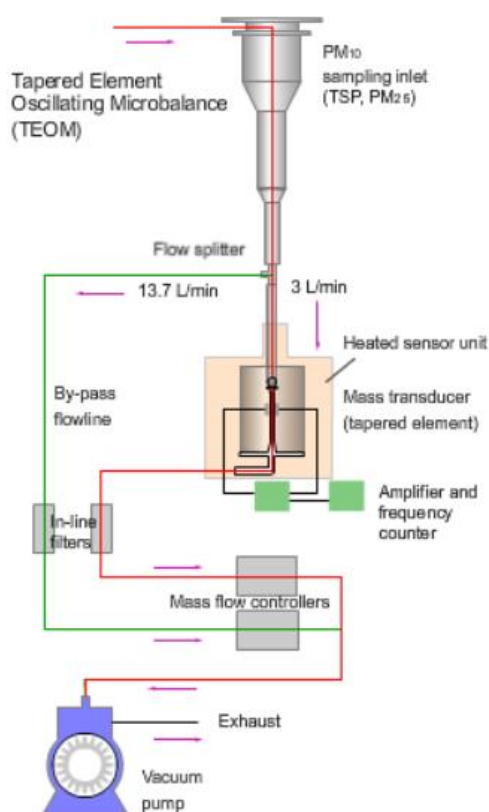 PM10
sampling inlet
(TSP, PM2.5)
Tapered Element
Oscillating Microbalance
(TEOM)
Flow splitter
13.7 L/min
3 L/min
Heated sensor unit
By-pass
flowline
Mass transducer
(tapered element)
Amplifier and
frequency
counter
In-line
filters
Mass flow controllers
Exhaust
Vacuum
pump